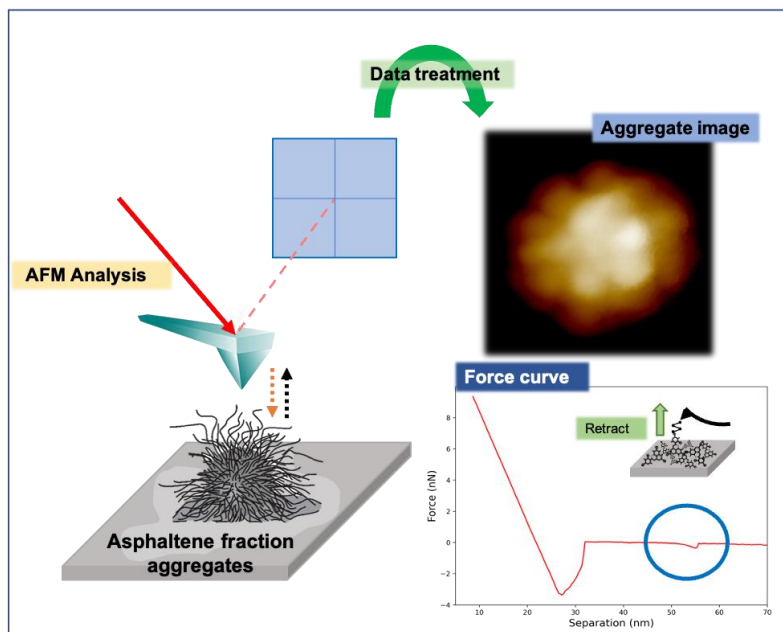 Data treatment
Aggregate image
AFM Analysis
Asphaltene fraction
aggregates
Force curve
Retract
Force (nN)
8
6
4
2
0
−2
−4
10
20
30
40
50
60
70
Separation (nm)